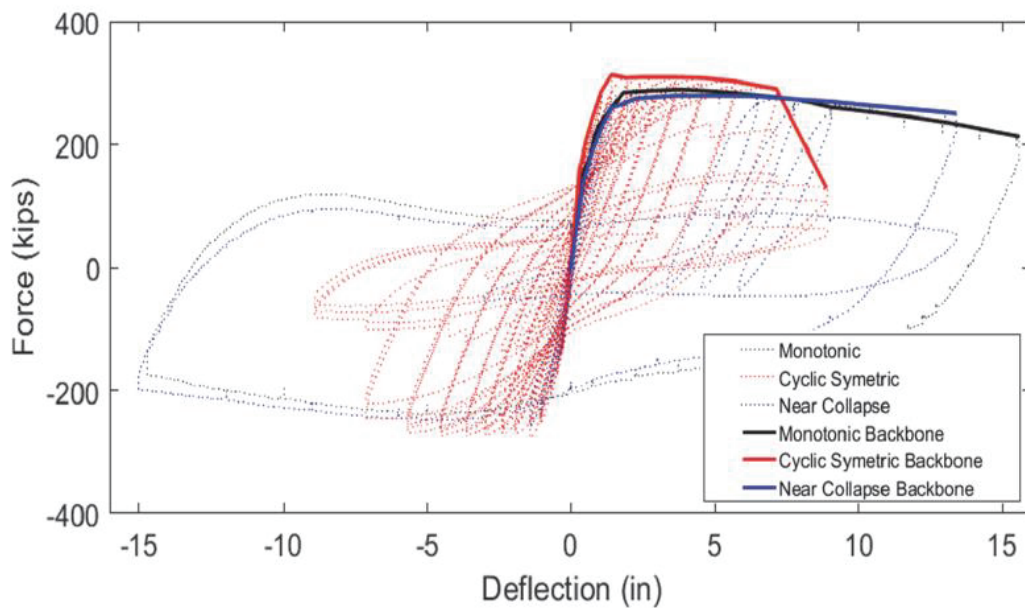 400
200
0
-200
-400
Force (kips)
-15
-10
-5
0
5
10
15
Deflection (in)
Monotonic
Cyclic Symetric
Near Collapse
Monotonic Backbone
Cyclic Symetric Backbone
Near Collapse Backbone